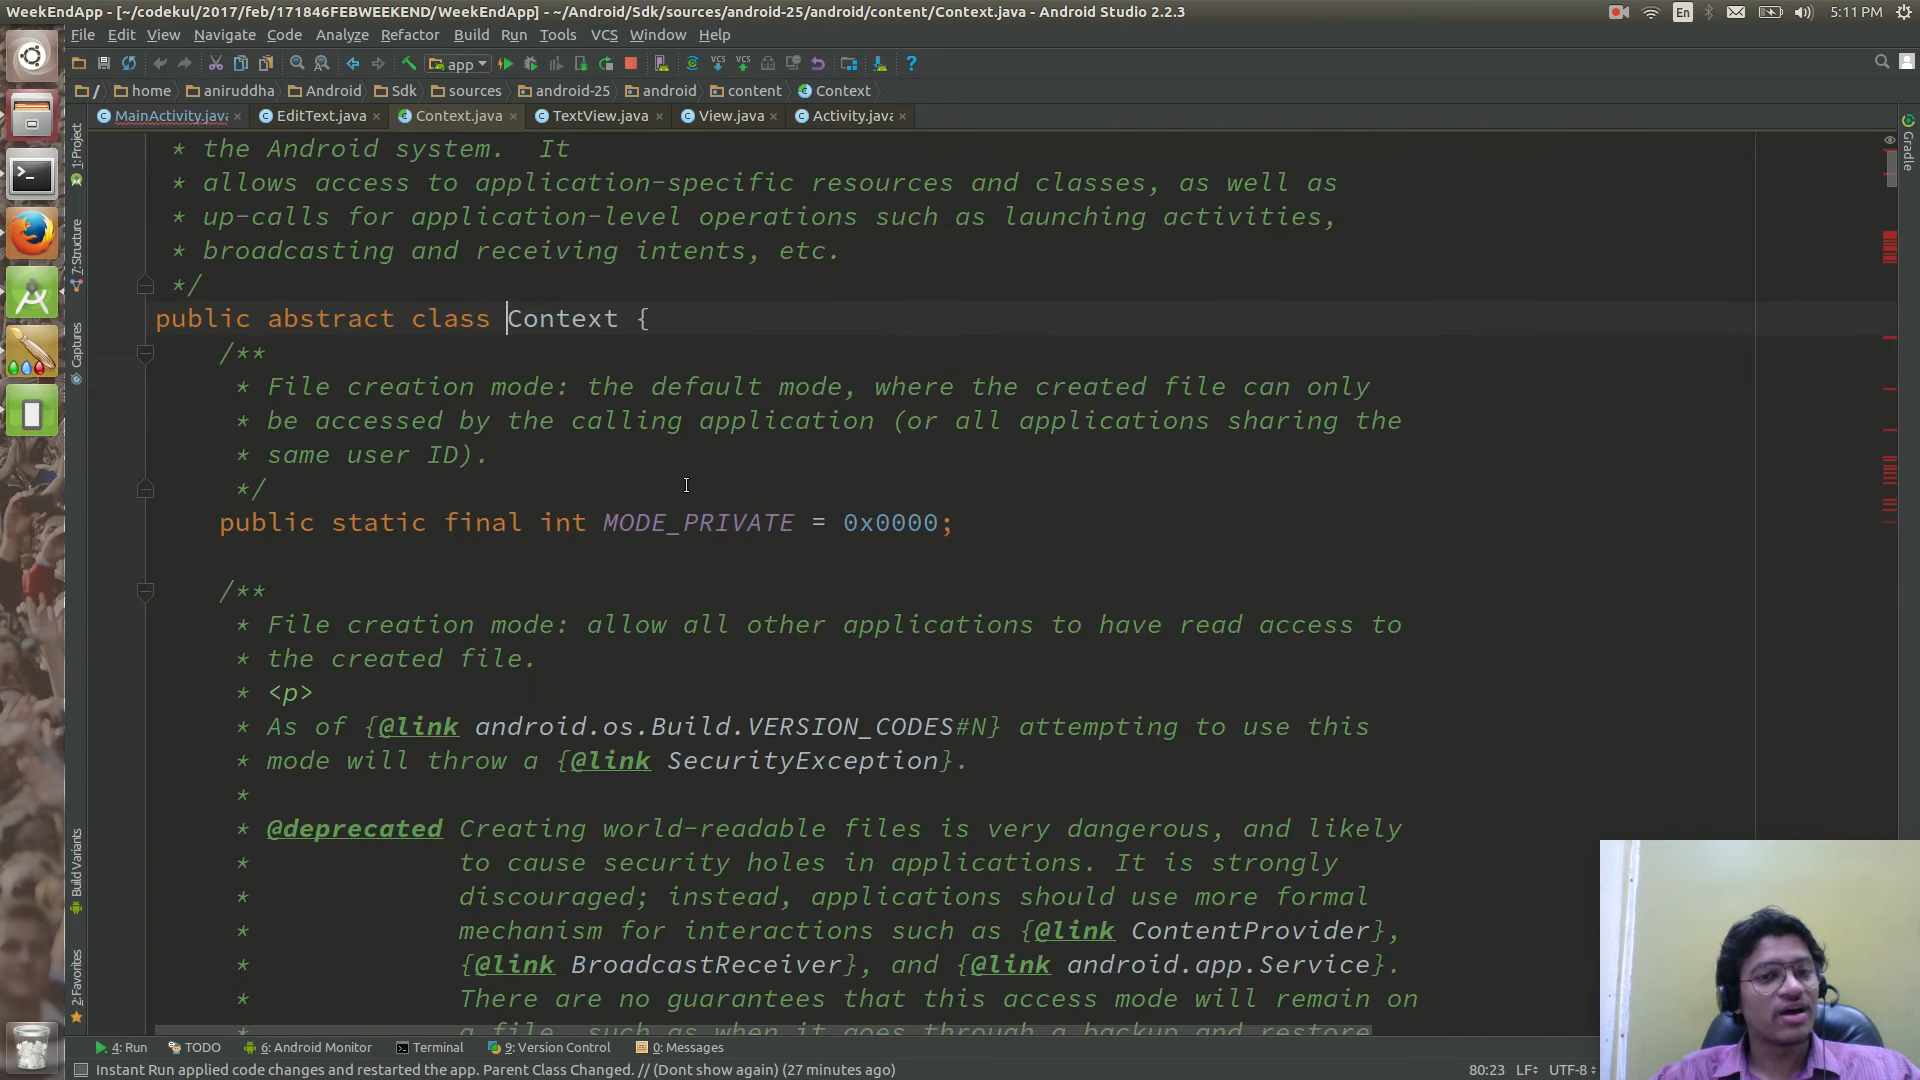 WeekEndApp - [~/codekul/2017/feb/171846FEBWEEKEND/WeekEndApp] - ~/Android/Sdk/sources/android-25/android/content/Context.java - Android Studio 2.2.3
En
5:11 PM
File Edit View Navigate Code Analyze Refactor Build Run Tools VCS Window Help
app
/ home aniruddha Android Sdk sources android-25 android content Context
MainActivity.java EditText.java Context.java TextView.java View.java Activity.java
1: Project
7: Structure
Captures
Build Variants
2: Favorites
Gradle
* the Android system.  It
* allows access to application-specific resources and classes, as well as
* up-calls for application-level operations such as launching activities,
* broadcasting and receiving intents, etc.
*/
public abstract class Context {
/**
* File creation mode: the default mode, where the created file can only
* be accessed by the calling application (or all applications sharing the
* same user ID).
*/
public static final int MODE_PRIVATE = 0x0000;
/**
* File creation mode: allow all other applications to have read access to
* the created file.
* <p>
* As of {@link android.os.Build.VERSION_CODES#N} attempting to use this
* mode will throw a {@link SecurityException}.
*
* @deprecated Creating world-readable files is very dangerous, and likely
* to cause security holes in applications. It is strongly
* discouraged; instead, applications should use more formal
* mechanism for interactions such as {@link ContentProvider},
* {@link BroadcastReceiver}, and {@link android.app.Service}.
* There are no guarantees that this access mode will remain on
* a file, such as when it goes through a backup and restore
4: Run TODO 6: Android Monitor Terminal 9: Version Control 0: Messages
Instant Run applied code changes and restarted the app. Parent Class Changed. // (Dont show again) (27 minutes ago)
80:23 LF÷ UTF-8÷